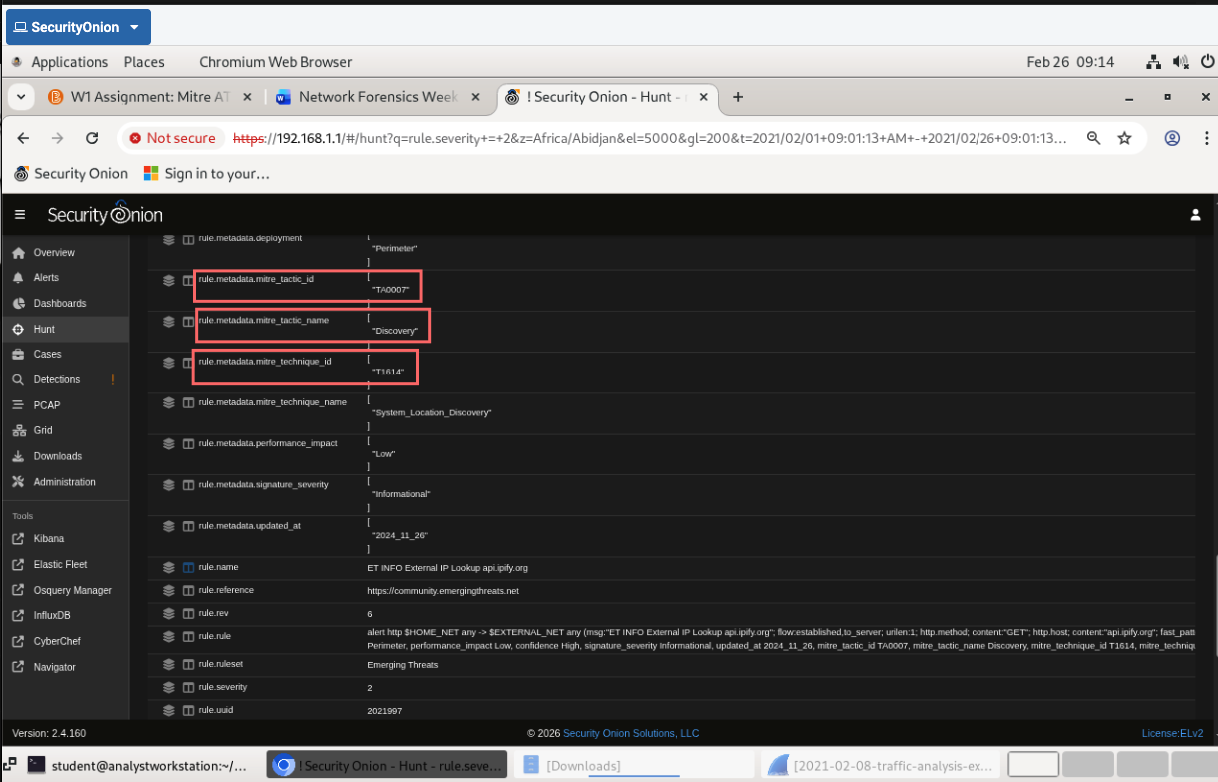 SecurityOnion
Applications Places Chromium Web Browser Feb 26 09:14
W1 Assignment: Mitre AT
Network Forensics Week
! Security Onion - Hunt -
Not secure https://192.168.1.1/#/hunt?q=rule.severity+=+2&z=Africa/Abidjan&el=5000&gl=200&t=2021/02/01+09:01:13+AM+-+2021/02/26+09:01:13...
Security Onion Sign in to your...
Security Onion
Overview
Alerts
Dashboards
Hunt
Cases
Detections !
PCAP
Grid
Downloads
Administration
Tools
Kibana
Elastic Fleet
Osquery Manager
InfluxDB
CyberChef
Navigator
rule.metadata.deployment [
"Perimeter"
]
rule.metadata.mitre_tactic_id [
"TA0007"
]
rule.metadata.mitre_tactic_name [
"Discovery"
]
rule.metadata.mitre_technique_id [
"T1614"
]
rule.metadata.mitre_technique_name [
"System_Location_Discovery"
]
rule.metadata.performance_impact [
"Low"
]
rule.metadata.signature_severity [
"Informational"
]
rule.metadata.updated_at [
"2024_11_26"
]
rule.name ET INFO External IP Lookup api.ipify.org
rule.reference https://community.emergingthreats.net
rule.rev 6
rule.rule alert http $HOME_NET any -> $EXTERNAL_NET any (msg:"ET INFO External IP Lookup api.ipify.org"; flow:established,to_server; urilen:1; http.method; content:"GET"; http.host; content:"api.ipify.org"; fast_patt
Perimeter, performance_impact Low, confidence High, signature_severity Informational, updated_at 2024_11_26, mitre_tactic_id TA0007, mitre_tactic_name Discovery, mitre_technique_id T1614, mitre_techniq
rule.ruleset Emerging Threats
rule.severity 2
rule.uuid 2021997
Version: 2.4.160 © 2026 Security Onion Solutions, LLC License:ELv2
student@analystworkstation:~/... ! Security Onion - Hunt - rule.seve... [Downloads] [2021-02-08-traffic-analysis-ex...